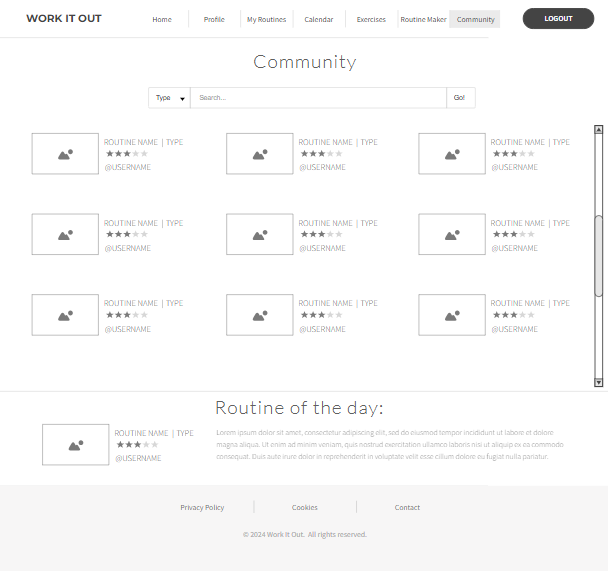 WORK IT OUT
Home
Profile
My Routines
Calendar
Exercises
Routine Maker
Community
LOGOUT
Community
Type
Search...
Go!
ROUTINE NAME | TYPE
@USERNAME
ROUTINE NAME | TYPE
@USERNAME
ROUTINE NAME | TYPE
@USERNAME
ROUTINE NAME | TYPE
@USERNAME
ROUTINE NAME | TYPE
@USERNAME
ROUTINE NAME | TYPE
@USERNAME
ROUTINE NAME | TYPE
@USERNAME
ROUTINE NAME | TYPE
@USERNAME
ROUTINE NAME | TYPE
@USERNAME
Routine of the day:
ROUTINE NAME | TYPE
@USERNAME
Lorem ipsum dolor sit amet, consectetur adipiscing elit, sed do eiusmod tempor incididunt ut labore et dolore
magna aliqua. Ut enim ad minim veniam, quis nostrud exercitation ullamco laboris nisi ut aliquip ex ea commodo
consequat. Duis aute irure dolor in reprehenderit in voluptate velit esse cillum dolore eu fugiat nulla pariatur.
Privacy Policy
Cookies
Contact
© 2024 Work It Out. All rights reserved.